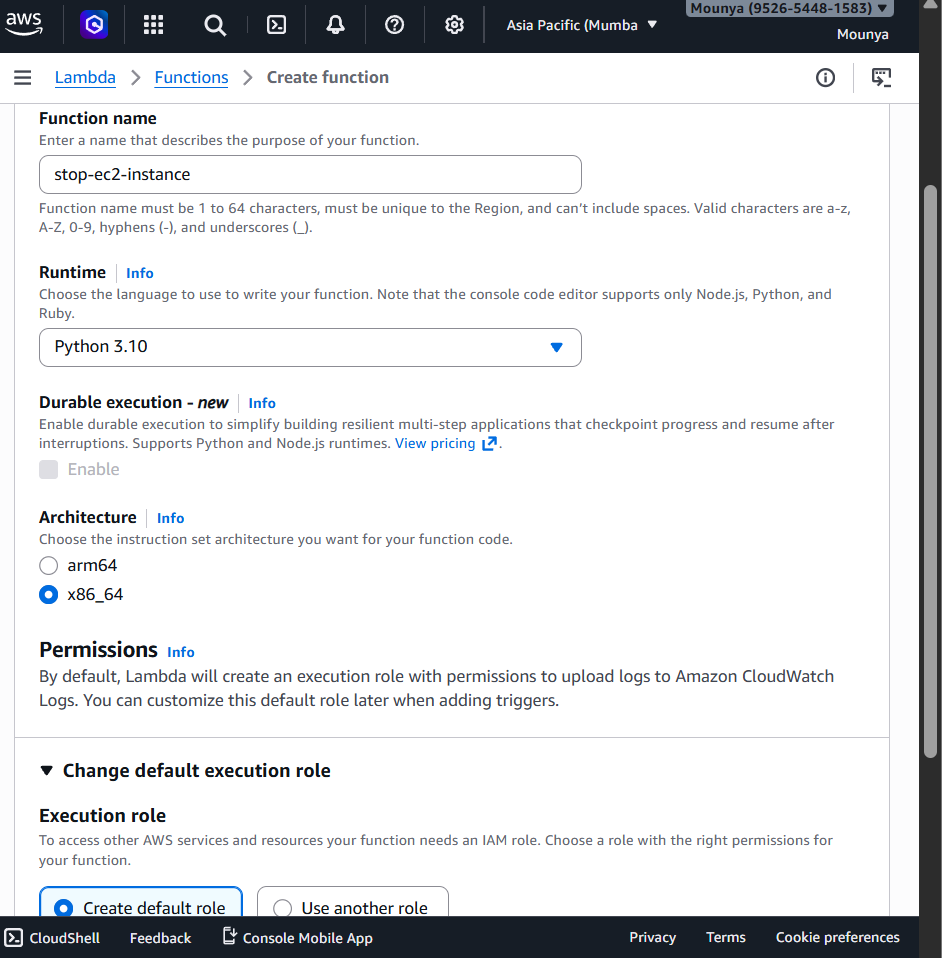 aws
Asia Pacific (Mumba
Mounya (9526-5448-1583)
Mounya
Lambda > Functions > Create function
Function name
Enter a name that describes the purpose of your function.
stop-ec2-instance
Function name must be 1 to 64 characters, must be unique to the Region, and can't include spaces. Valid characters are a-z,
A-Z, 0-9, hyphens (-), and underscores (_).
Runtime Info
Choose the language to use to write your function. Note that the console code editor supports only Node.js, Python, and
Ruby.
Python 3.10
Durable execution - new Info
Enable durable execution to simplify building resilient multi-step applications that checkpoint progress and resume after
interruptions. Supports Python and Node.js runtimes. View pricing.
Enable
Architecture Info
Choose the instruction set architecture you want for your function code.
arm64
x86_64
Permissions Info
By default, Lambda will create an execution role with permissions to upload logs to Amazon CloudWatch
Logs. You can customize this default role later when adding triggers.
Change default execution role
Execution role
To access other AWS services and resources your function needs an IAM role. Choose a role with the right permissions for
your function.
Create default role Use another role
CloudShell Feedback Console Mobile App Privacy Terms Cookie preferences